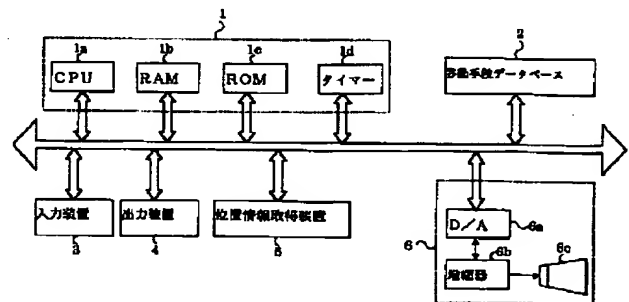 1
1a
1b
1c
1d
2
CPU
RAM
ROM
タイマー
移動手段データベース
入力装置
出力装置
位置情報取得装置
3
4
5
D/A
6a
6
6b
6c
増幅器